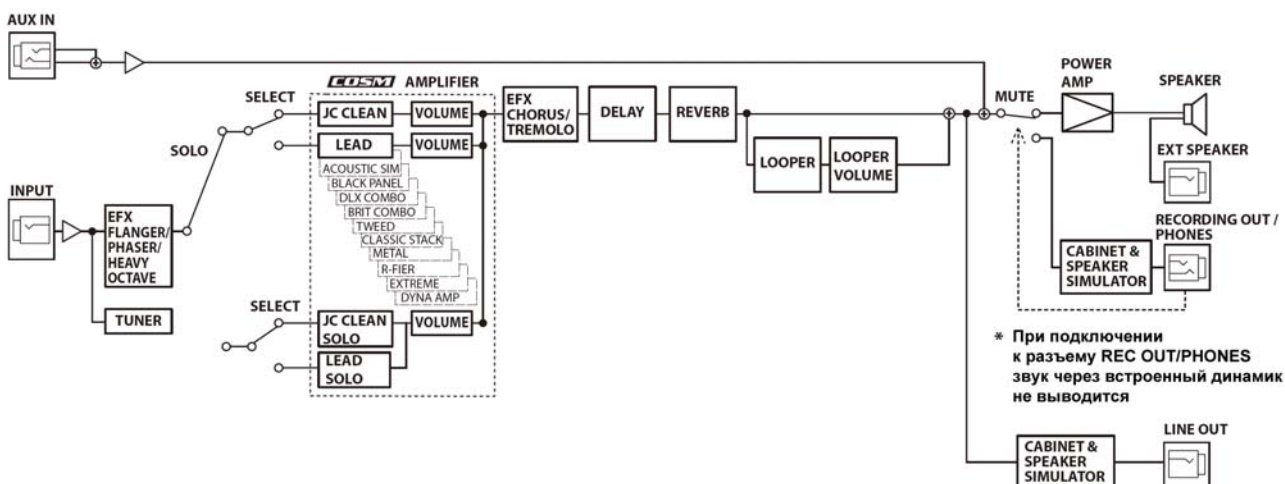 AUX IN
COSM AMPLIFIER
SELECT
JC CLEAN
VOLUME
LEAD
VOLUME
ACOUSTIC SIM
BLACK PANEL
DLX COMBO
BRIT COMBO
TWEED
CLASSIC STACK
METAL
R-FIER
EXTREME
DYNA AMP
SOLO
INPUT
EFX
FLANGER/
PHASER/
HEAVY
OCTAVE
TUNER
SELECT
JC CLEAN
SOLO
VOLUME
LEAD
SOLO
EFX
CHORUS/
TREMOLO
DELAY
REVERB
LOOPER
LOOPER
VOLUME
MUTE
POWER
AMP
SPEAKER
EXT SPEAKER
RECORDING OUT /
PHONES
CABINET &
SPEAKER
SIMULATOR
* При подключении
к разъему REC OUT/PHONES
звук через встроенный динамик
не выводится
LINE OUT
CABINET &
SPEAKER
SIMULATOR